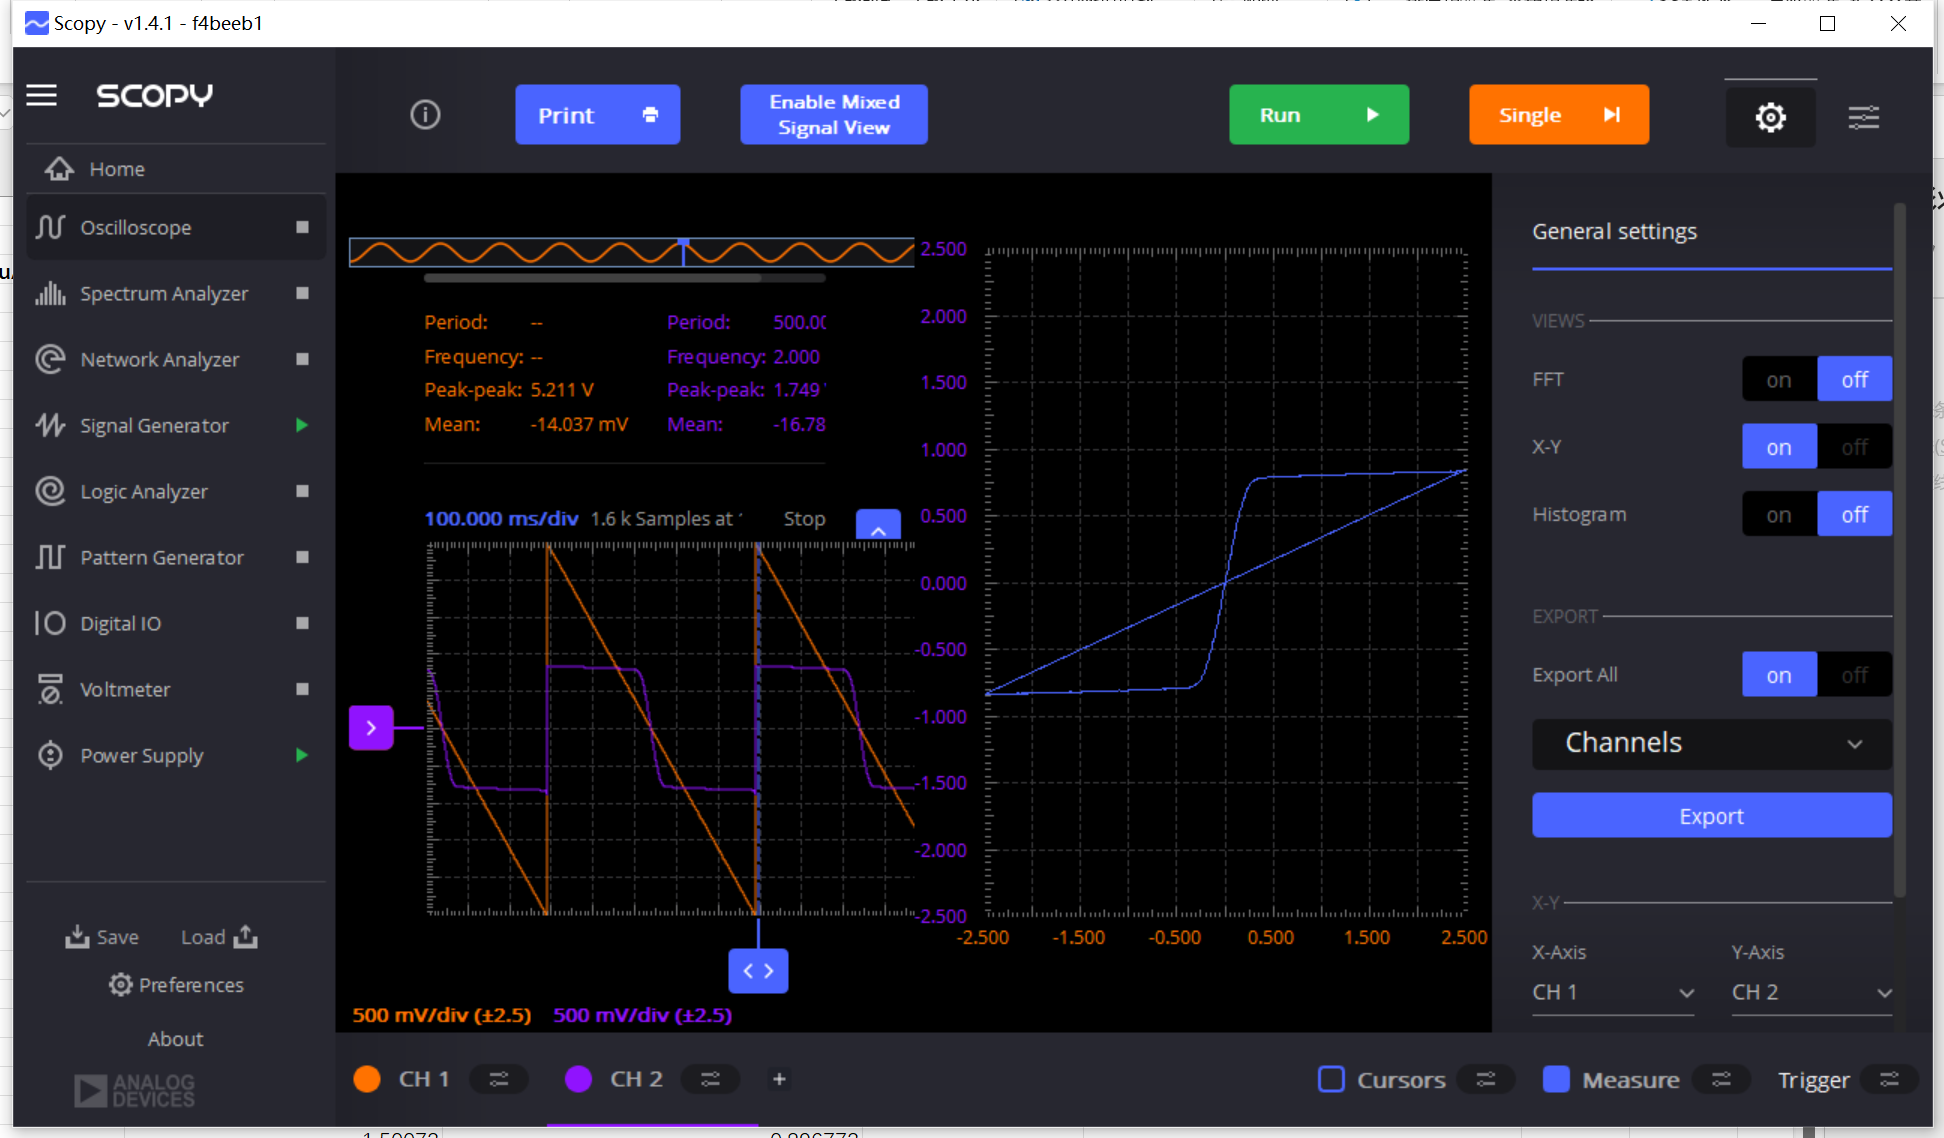 Scopy - v1.4.1 - f4beeb1
SCOPY
Print
Enable Mixed
Signal View
Run
Single
Home
Oscilloscope
Spectrum Analyzer
Network Analyzer
Signal Generator
Logic Analyzer
Pattern Generator
Digital IO
Voltmeter
Power Supply
Save
Load
Preferences
About
ANALOG
DEVICES
Period: --
Frequency: --
Peak-peak: 5.211 V
Mean: -14.037 mV
Period: 500.00
Frequency: 2.000
Peak-peak: 1.749
Mean: -16.78
100.000 ms/div 1.6 k Samples at Stop
2.500
2.000
1.500
1.000
0.500
0.000
-0.500
-1.000
-1.500
-2.000
-2.500
-2.500 -1.500 -0.500 0.500 1.500 2.500
500 mV/div (±2.5) 500 mV/div (±2.5)
General settings
VIEWS
FFT on off
X-Y on off
Histogram on off
EXPORT
Export All on off
Channels
Export
X-Y
X-Axis Y-Axis
CH 1 CH 2
CH 1 CH 2 + Cursors Measure Trigger